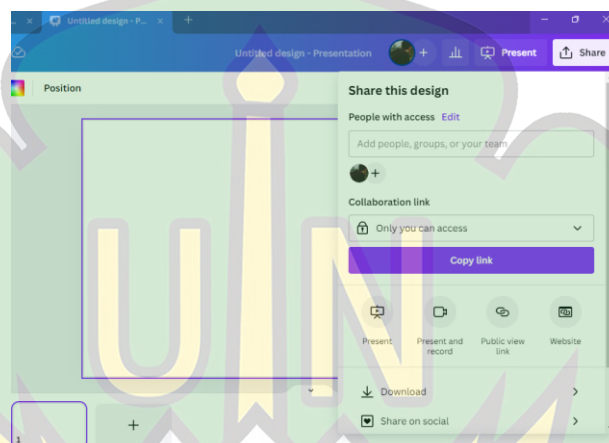 Untitled design - P...
Untitled design - Presentation
Present
Share
Position
Share this design
People with access Edit
Add people, groups, or your team
Collaboration link
Only you can access
Copy link
Present
Present and record
Public view link
Website
Download
Share on social
1
UIN